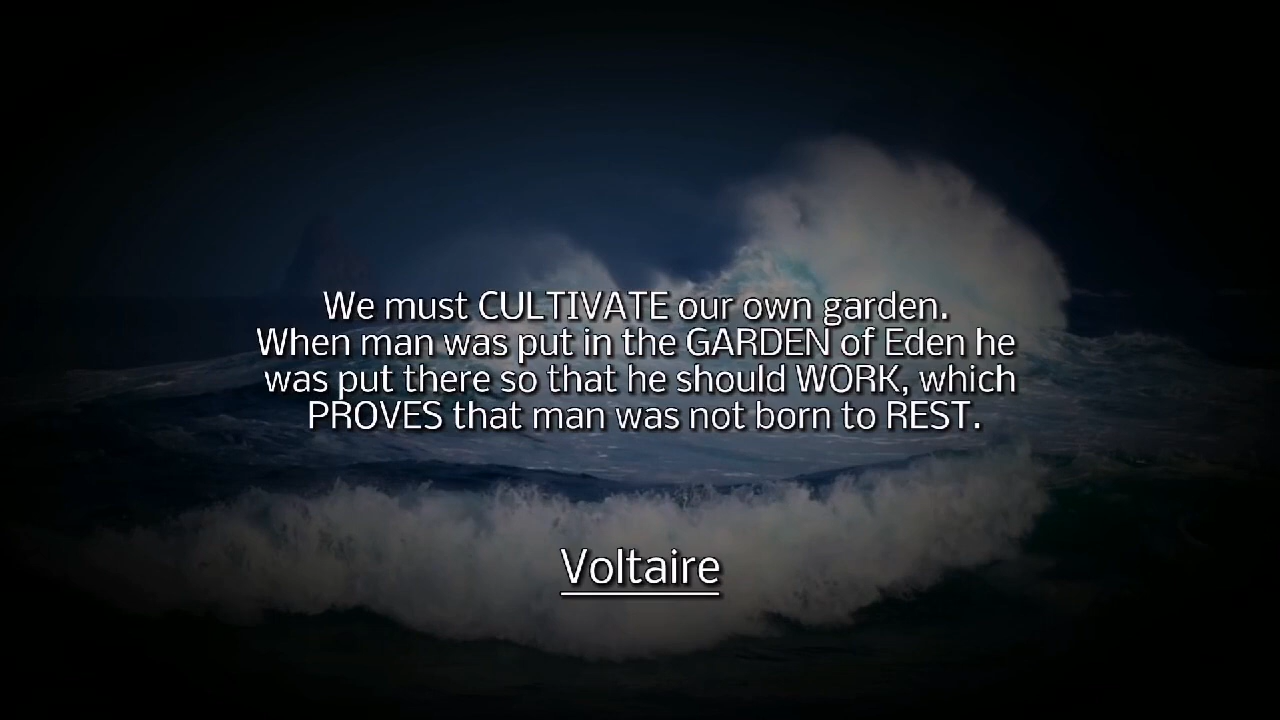 We must CULTIVATE our own garden.
When man was put in the GARDEN of Eden he
was put there so that he should WORK, which
PROVES that man was not born to REST.
Voltaire